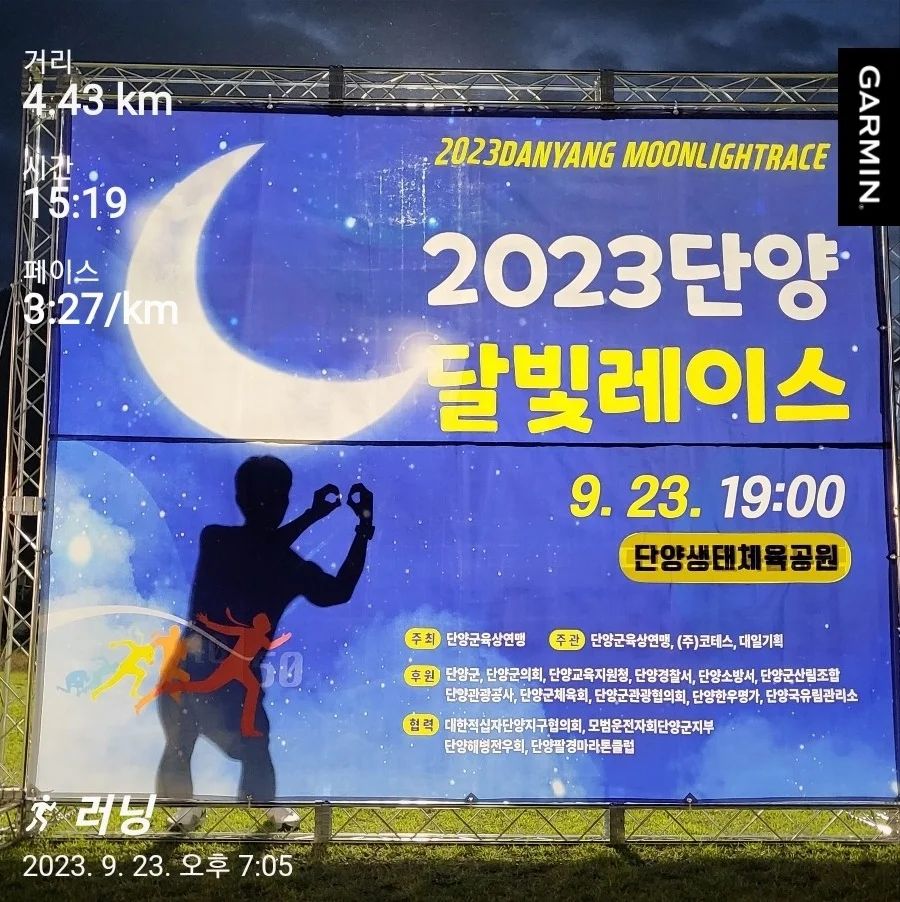 거리
4.43 km
시간
15:19
페이스
3:27/km
GARMIN
2023DANYANG MOONLIGHTRACE
2023단양
달빛레이스
9. 23. 19:00
단양생태체육공원
주최 단양군육상연맹 주관 단양군육상연맹, (주)코테스, 대일기획
후원 단양군, 단양군의회, 단양교육지원청, 단양경찰서, 단양소방서, 단양군산림조합
단양관광공사, 단양군체육회, 단양군관광협의회, 단양한우명가, 단양국유림관리소
협력 대한적십자단양지구협의회, 모범운전자회단양군지부
단양해병전우회, 단양팔경마라톤클럽
러닝
2023. 9. 23. 오후 7:05